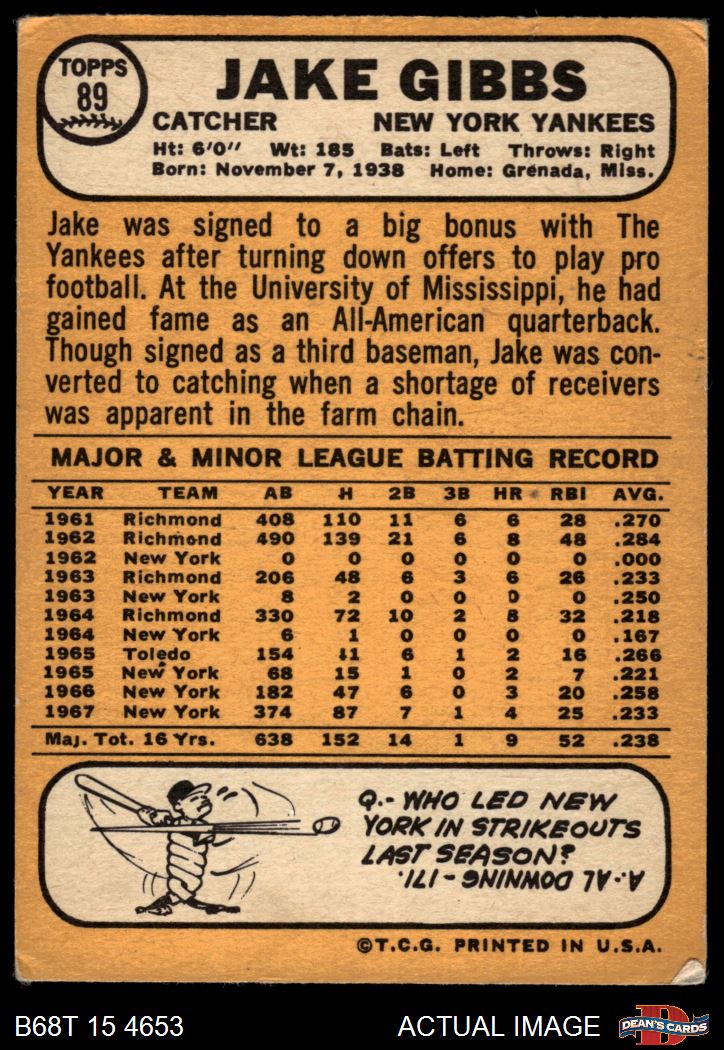 TOPPS
89
JAKE GIBBS
CATCHER NEW YORK YANKEES
Ht: 6'0" Wt: 185 Bats: Left Throws: Right
Born: November 7, 1938 Home: Grenada, Miss.
Jake was signed to a big bonus with The
Yankees after turning down offers to play pro
football. At the University of Mississippi, he had
gained fame as an All-American quarterback.
Though signed as a third baseman, Jake was con-
verted to catching when a shortage of receivers
was apparent in the farm chain.
MAJOR & MINOR LEAGUE BATTING RECORD
YEAR TEAM AB H 2B 3B HR RBI AVG.
1961 Richmond 408 110 11 6 6 28 .270
1962 Richmond 490 139 21 6 8 48 .284
1962 New York 0 0 0 0 0 0 .000
1963 Richmond 206 48 6 3 6 26 .233
1963 New York 8 2 0 0 0 0 .250
1964 Richmond 330 72 10 2 8 32 .218
1964 New York 6 1 0 0 0 0 .167
1965 Toledo 154 41 6 1 2 16 .266
1965 New York 68 15 1 0 2 7 .221
1966 New York 182 47 6 0 3 20 .258
1967 New York 374 87 7 1 4 25 .233
Maj. Tot. 16 Yrs. 638 152 14 1 9 52 .238
Q.- WHO LED NEW
YORK IN STRIKEOUTS
LAST SEASON?
A.- AL DOWNING - 171.
©T.C.G. PRINTED IN U.S.A.
B68T 15 4653 ACTUAL IMAGE D DEAN'S CARDS